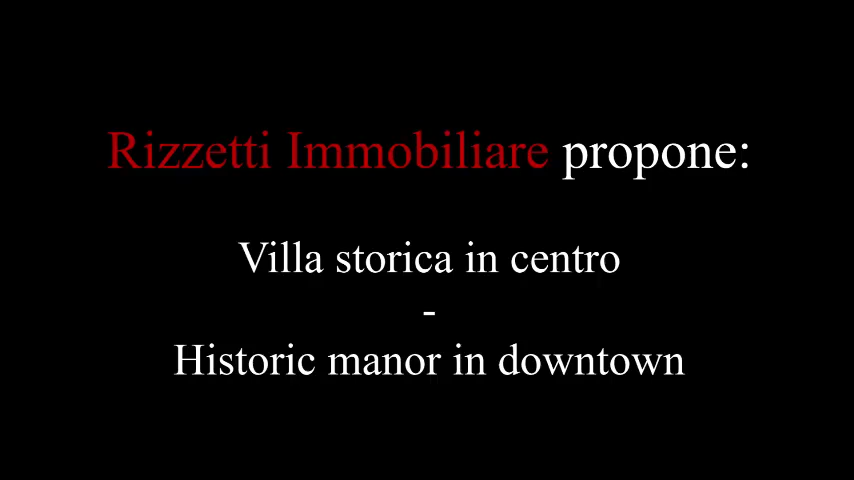 Rizzetti Immobiliare propone:
Villa storica in centro
-
Historic manor in downtown